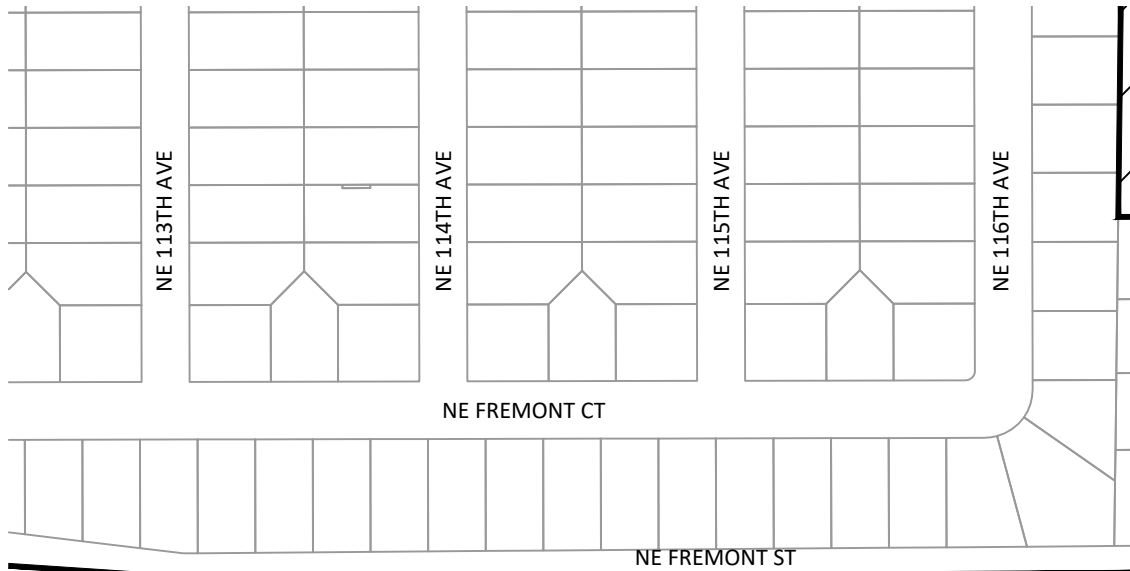 NE 113TH AVE
NE 114TH AVE
NE 115TH AVE
NE 116TH AVE
NE FREMONT CT
NE FREMONT ST